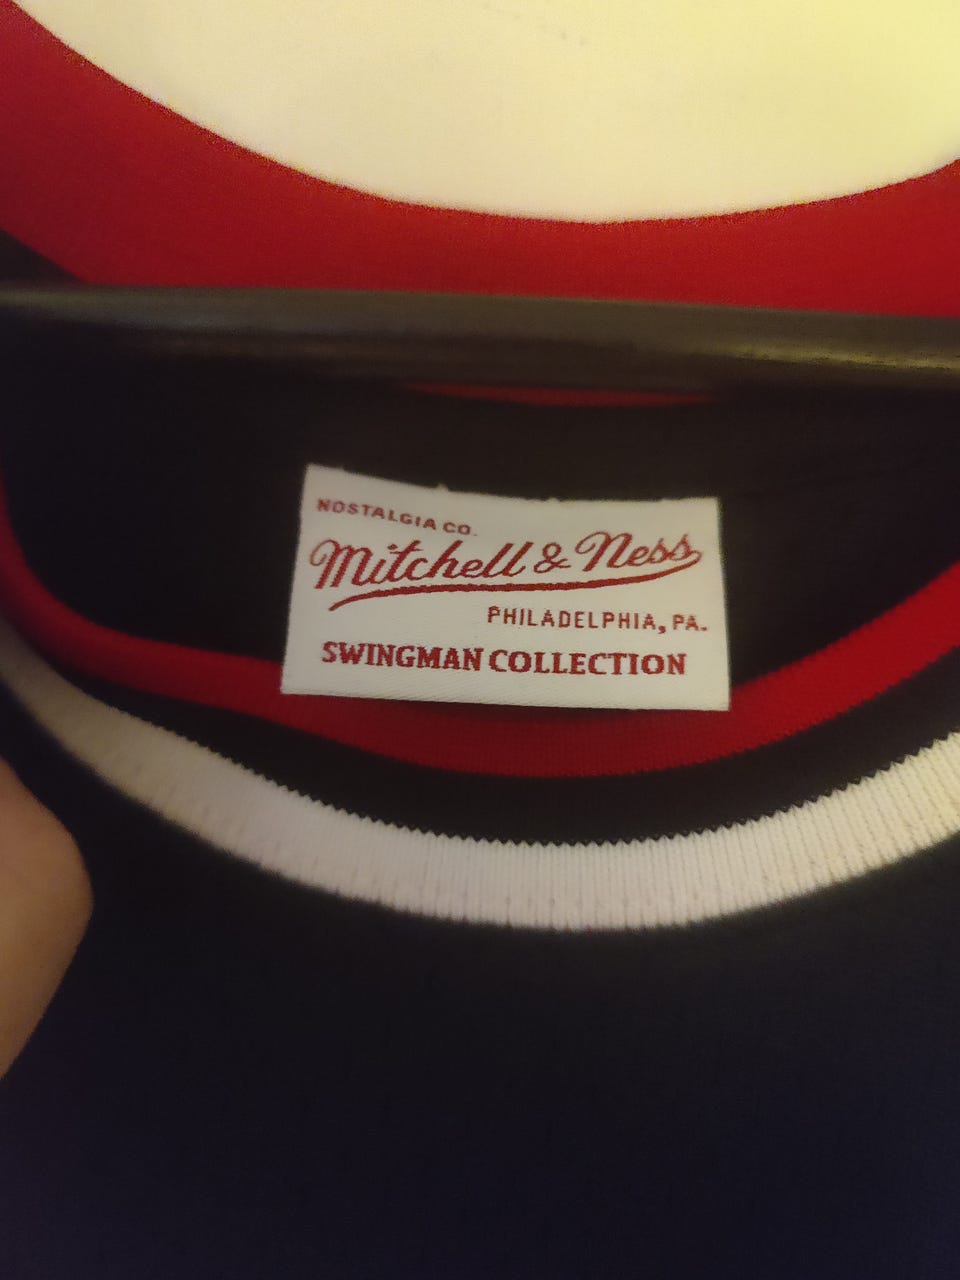 NOSTALGIA CO.
Mitchell & Ness
PHILADELPHIA, PA.
SWINGMAN COLLECTION